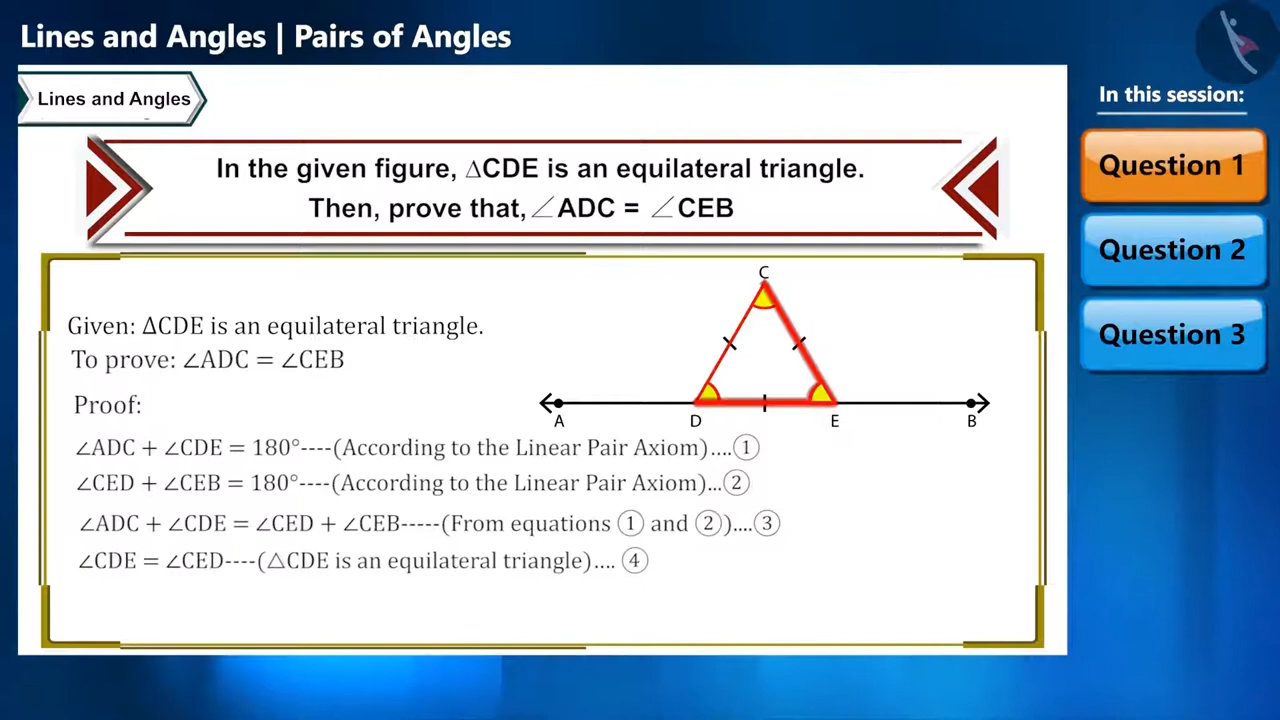 Lines and Angles | Pairs of Angles
Lines and Angles
In this session:
Question 1
Question 2
Question 3
In the given figure, △CDE is an equilateral triangle.
Then, prove that, ∠ADC = ∠CEB
Given: ΔCDE is an equilateral triangle.
To prove: ∠ADC = ∠CEB
Proof:
∠ADC + ∠CDE = 180°----(According to the Linear Pair Axiom)....①
∠CED + ∠CEB = 180°----(According to the Linear Pair Axiom)...②
∠ADC + ∠CDE = ∠CED + ∠CEB-----(From equations ① and ②)....③
∠CDE = ∠CED----(△CDE is an equilateral triangle).... ④
C
A D E B